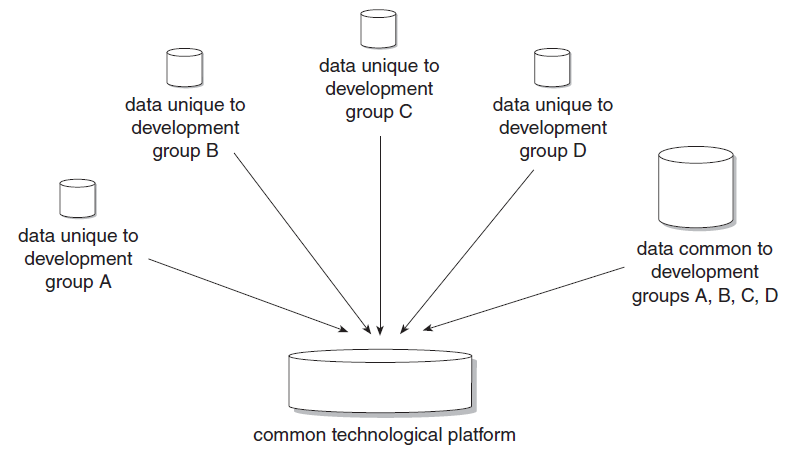 data unique to
development
group C
data unique to
development
group B
data unique to
development
group D
data unique to
development
group A
data common to
development
groups A, B, C, D
common technological platform